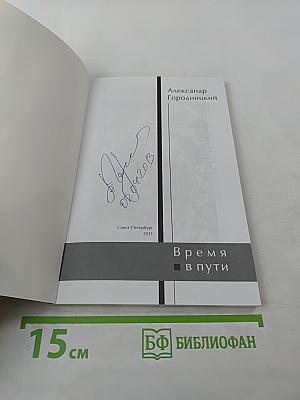 Александр
Городницкий
Санкт-Петербург
2011
Время
в пути
15 см
БФ БИБЛИОФАН